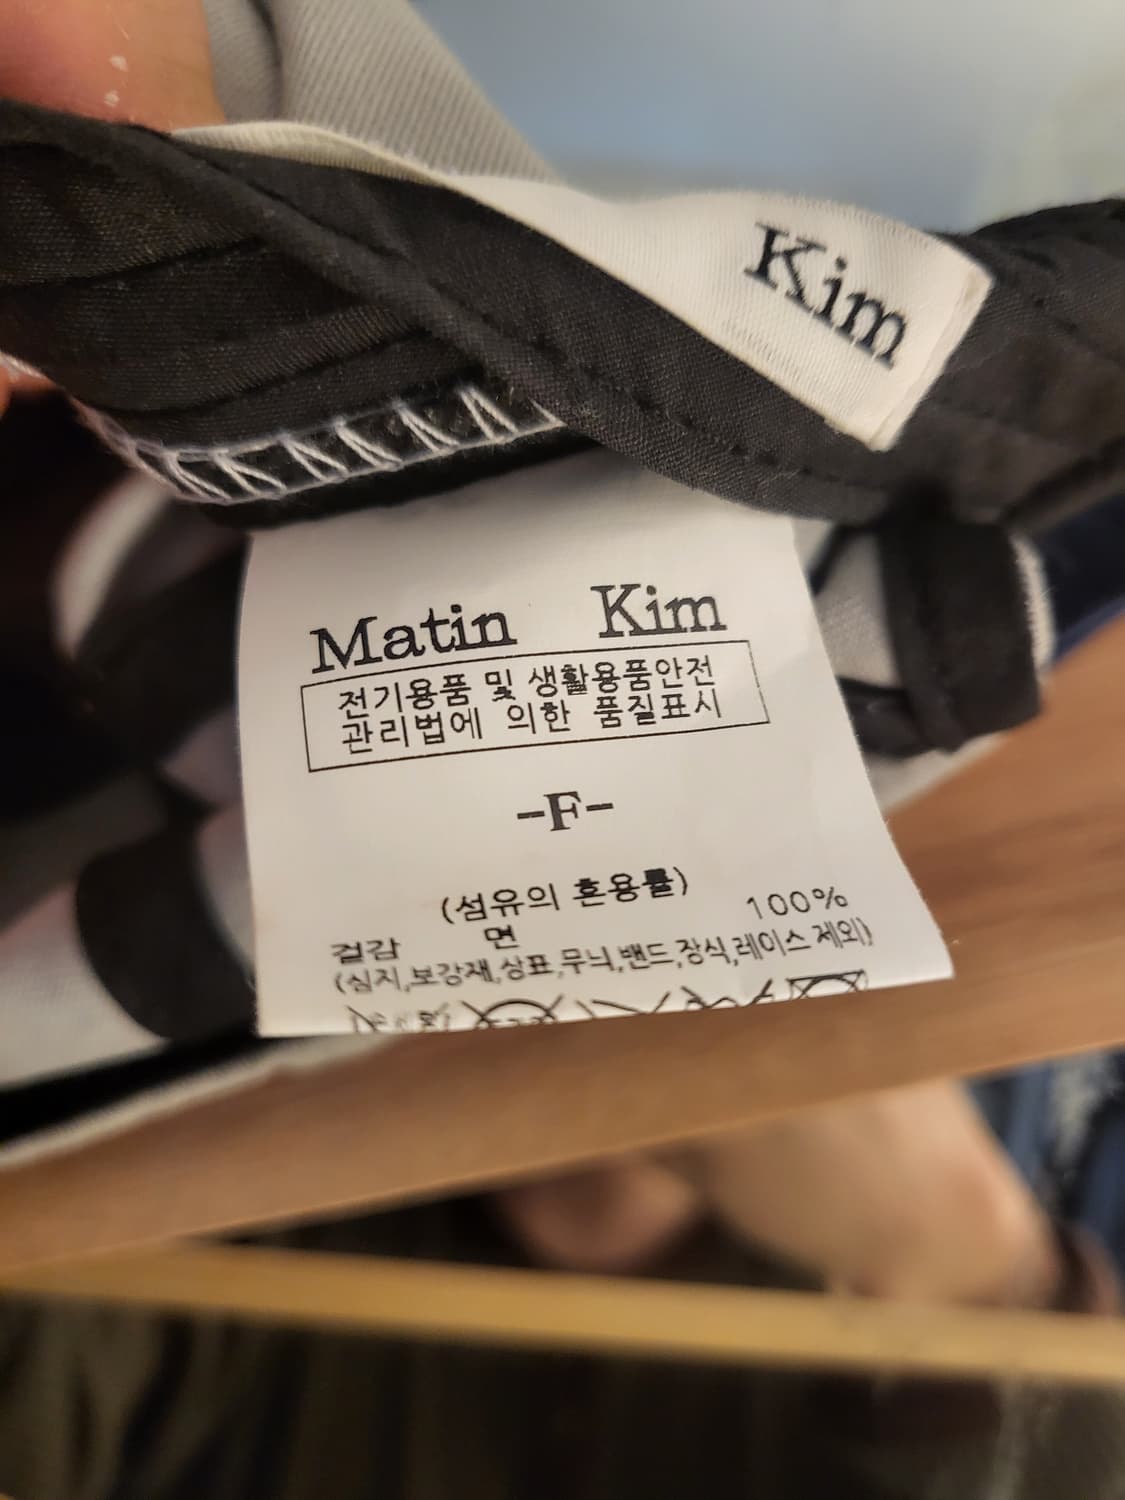 Kim
Matin Kim
전기용품 및 생활용품안전
관리법에 의한 품질표시
-F-
(섬유의 혼용률)
겉감 면 100%
(심지,보강재,상표,무늬,밴드,장식,레이스 제외)